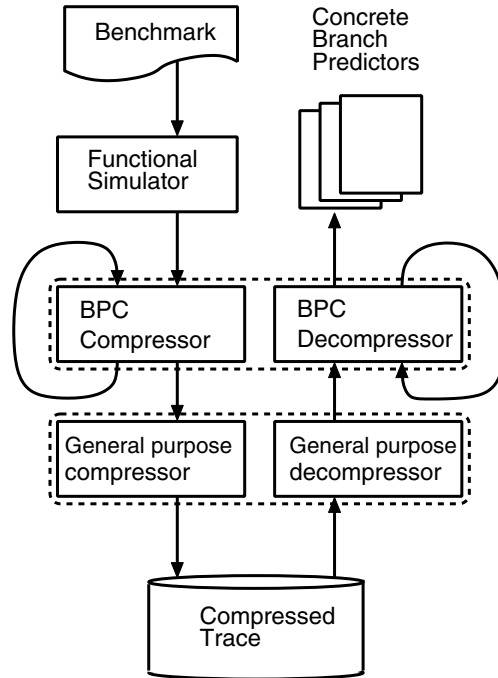 Benchmark
Concrete
Branch
Predictors
Functional
Simulator
BPC
Compressor
BPC
Decompressor
General purpose
compressor
General purpose
decompressor
Compressed
Trace